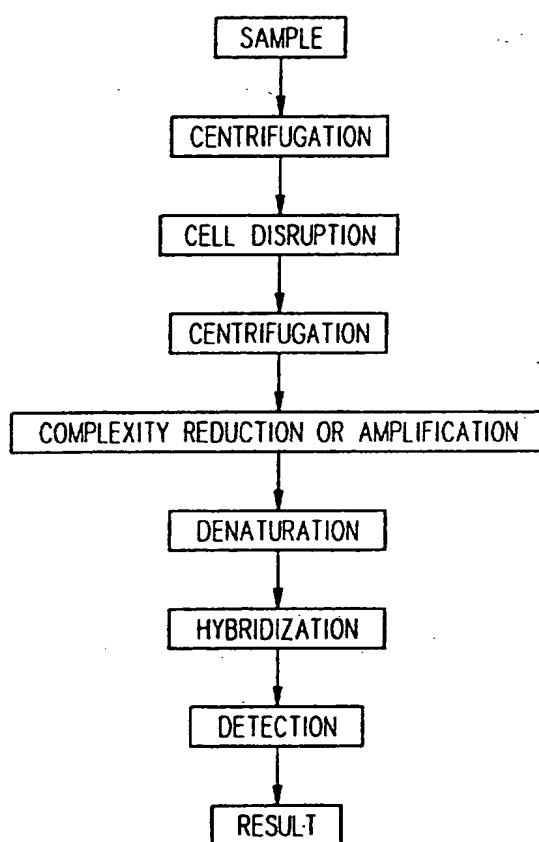 SAMPLE
CENTRIFUGATION
CELL DISRUPTION
CENTRIFUGATION
COMPLEXITY REDUCTION OR AMPLIFICATION
DENATURATION
HYBRIDIZATION
DETECTION
RESULT